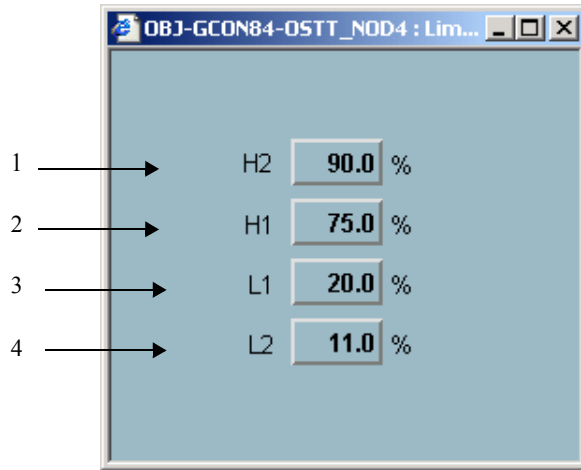 OBJ-GCON84-OSTT_NOD4 : Lim...
1 H2 90.0 %
2 H1 75.0 %
3 L1 20.0 %
4 L2 11.0 %